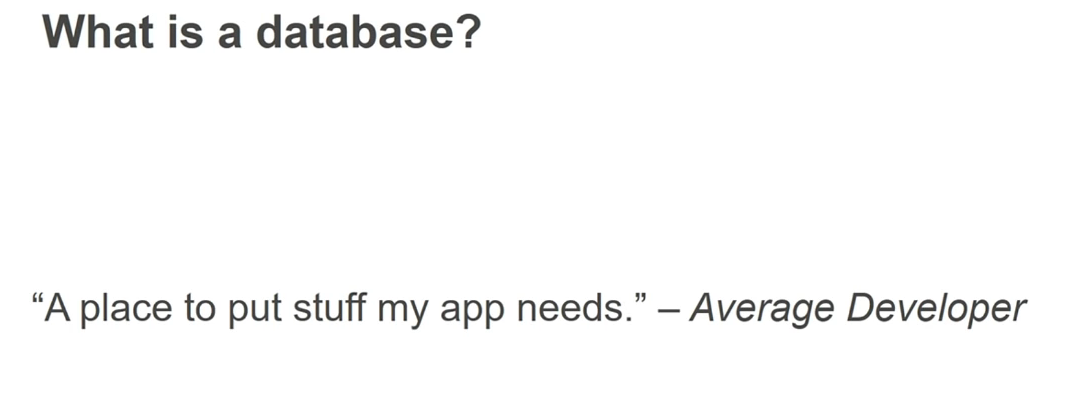 What is a database?
“A place to put stuff my app needs.” – Average Developer